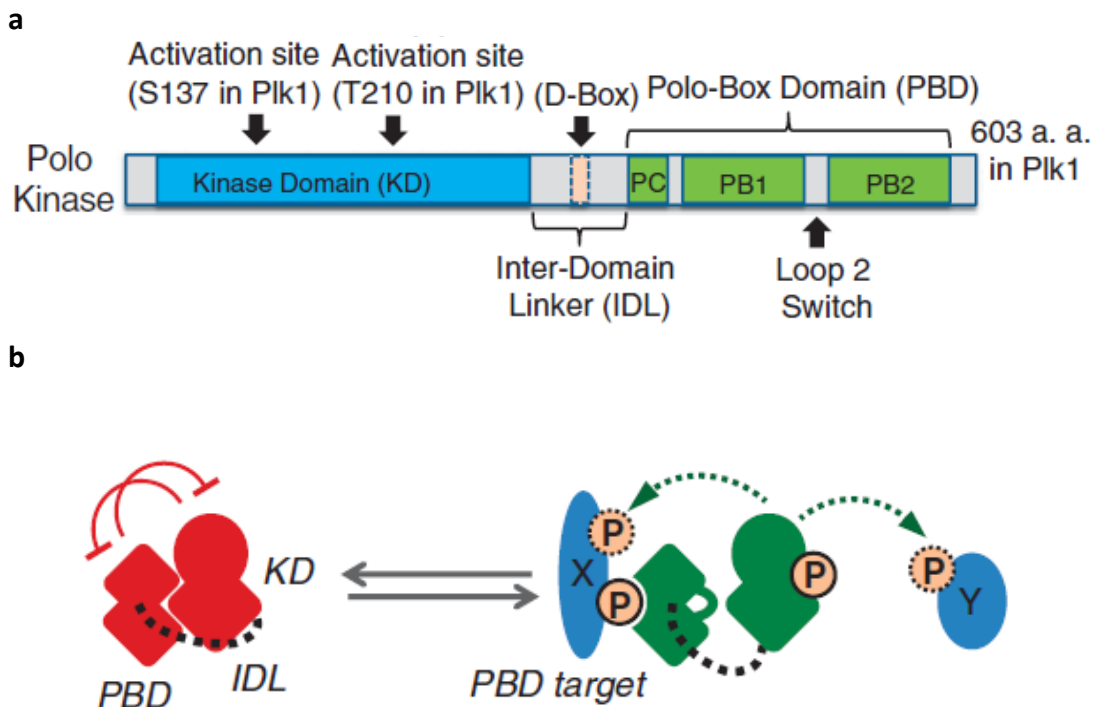 a
Activation site Activation site
(S137 in Plk1) (T210 in Plk1) (D-Box) Polo-Box Domain (PBD)
603 a. a.
in Plk1
Polo
Kinase
Kinase Domain (KD) PC PB1 PB2
Inter-Domain
Linker (IDL)
Loop 2
Switch
b
KD
IDL
PBD
P
X
P
P
P
Y
PBD target